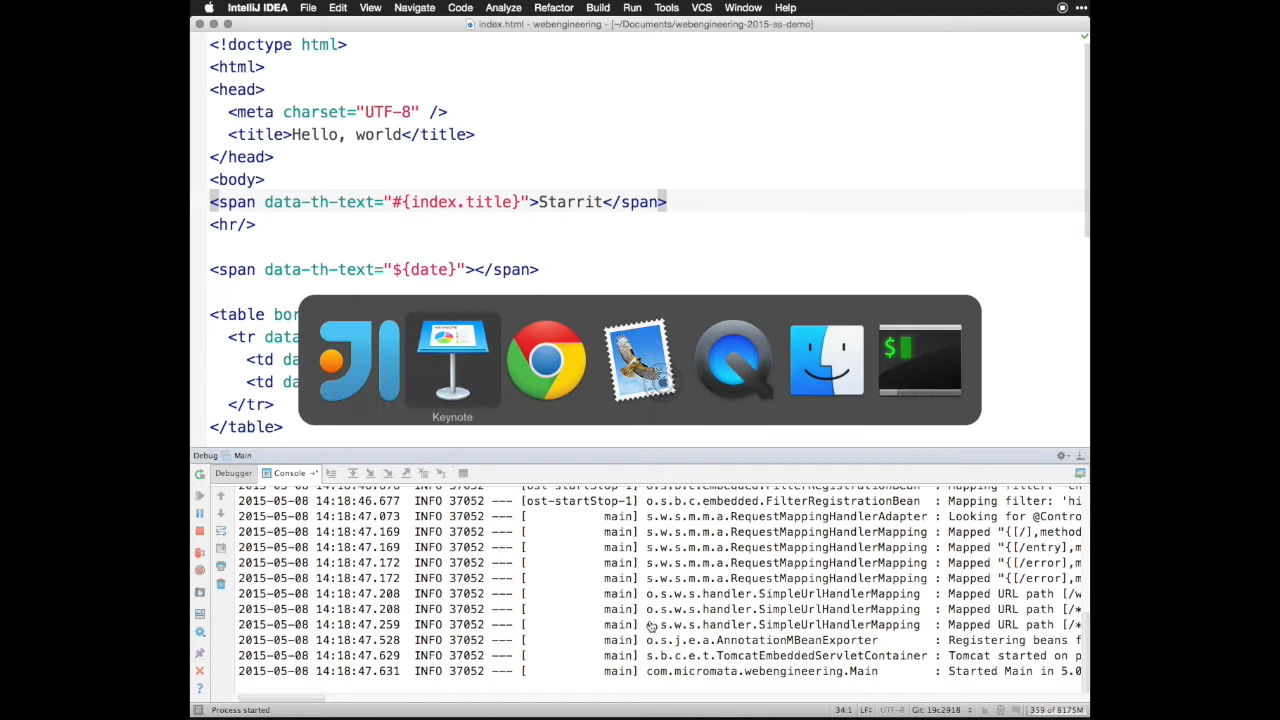 IntelliJ IDEA File Edit View Navigate Code Analyze Refactor Build Run Tools VCS Window Help
index.html - webengineering - [~/Documents/webengineering-2015-ss-demo]
<!doctype html>
<html>
<head>
<meta charset="UTF-8" />
<title>Hello, world</title>
</head>
<body>
<span data-th-text="#{index.title}">Starrit</span>
<hr/>
<span data-th-text="${date}"></span>
<table bor
<tr dat
<td da
<td da
</tr>
</table>
$
Keynote
Debug Main
Debugger Console
2015-05-08 14:18:46.677 INFO 37052 --- [ost-startStop-1] o.s.b.c.embedded.FilterRegistrationBean : Mapping filter: 'hi
2015-05-08 14:18:47.073 INFO 37052 --- [ main] s.w.s.m.m.a.RequestMappingHandlerAdapter : Looking for @Contro
2015-05-08 14:18:47.169 INFO 37052 --- [ main] s.w.s.m.m.a.RequestMappingHandlerMapping : Mapped "{[/],method
2015-05-08 14:18:47.169 INFO 37052 --- [ main] s.w.s.m.m.a.RequestMappingHandlerMapping : Mapped "{[/entry],m
2015-05-08 14:18:47.172 INFO 37052 --- [ main] s.w.s.m.m.a.RequestMappingHandlerMapping : Mapped "{[/error],m
2015-05-08 14:18:47.172 INFO 37052 --- [ main] s.w.s.m.m.a.RequestMappingHandlerMapping : Mapped "{[/error],m
2015-05-08 14:18:47.208 INFO 37052 --- [ main] o.s.w.s.handler.SimpleUrlHandlerMapping : Mapped URL path [/w
2015-05-08 14:18:47.208 INFO 37052 --- [ main] o.s.w.s.handler.SimpleUrlHandlerMapping : Mapped URL path [/*
2015-05-08 14:18:47.259 INFO 37052 --- [ main] o.s.w.s.handler.SimpleUrlHandlerMapping : Mapped URL path [/*
2015-05-08 14:18:47.528 INFO 37052 --- [ main] o.s.j.e.a.AnnotationMBeanExporter : Registering beans f
2015-05-08 14:18:47.629 INFO 37052 --- [ main] s.b.c.e.t.TomcatEmbeddedServletContainer : Tomcat started on p
2015-05-08 14:18:47.631 INFO 37052 --- [ main] com.micromata.webengineering.Main : Started Main in 5.0
Process started 34:1 LF UTF-8 Git: 19c2918 359 of 8175M